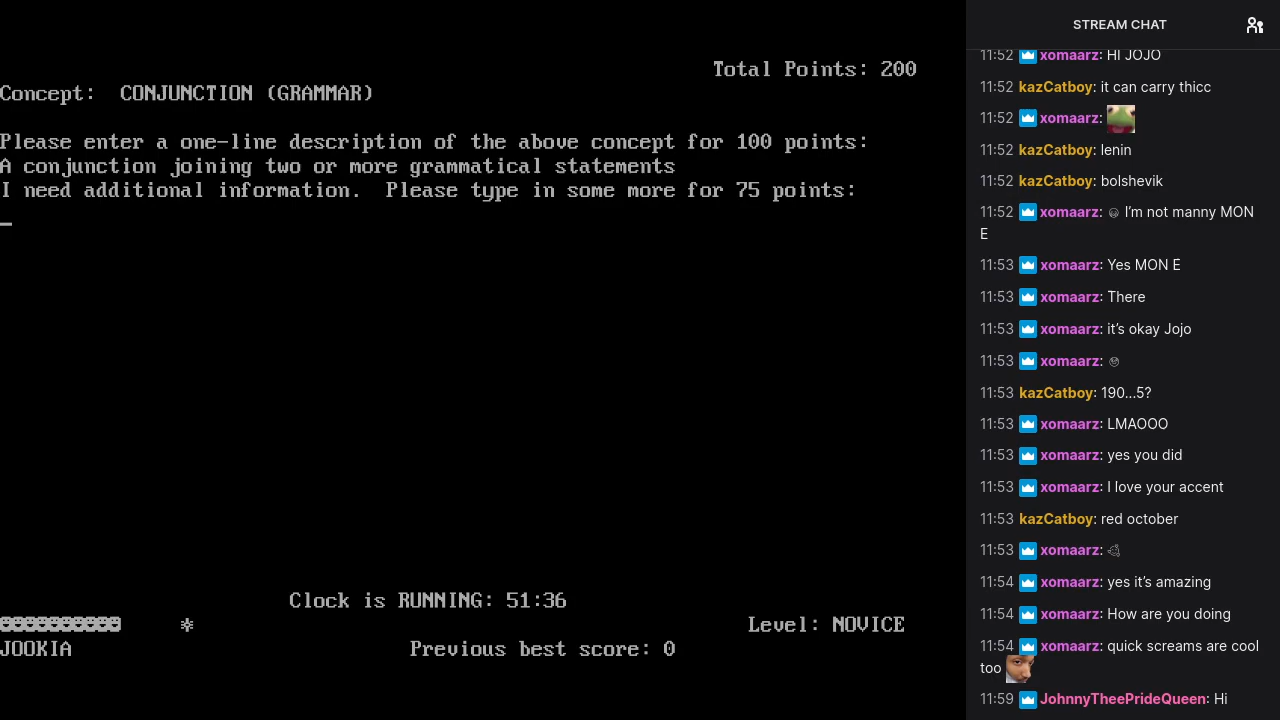 Total Points: 200
Concept:  CONJUNCTION (GRAMMAR)
Please enter a one-line description of the above concept for 100 points:
A conjunction joining two or more grammatical statements
I need additional information.  Please type in some more for 75 points:
Clock is RUNNING: 51:36
* Level: NOVICE
JOOKIA Previous best score: 0
STREAM CHAT
11:52 xomaarz: HI JOJO
11:52 kazCatboy: it can carry thicc
11:52 xomaarz:
11:52 kazCatboy: lenin
11:52 kazCatboy: bolshevik
11:52 xomaarz: I'm not manny MON
E
11:53 xomaarz: Yes MON E
11:53 xomaarz: There
11:53 xomaarz: it's okay Jojo
11:53 xomaarz:
11:53 kazCatboy: 190...5?
11:53 xomaarz: LMAOOO
11:53 xomaarz: yes you did
11:53 xomaarz: I love your accent
11:53 kazCatboy: red october
11:53 xomaarz:
11:54 xomaarz: yes it's amazing
11:54 xomaarz: How are you doing
11:54 xomaarz: quick screams are cool
too
11:59 JohnnyTheePrideQueen: Hi